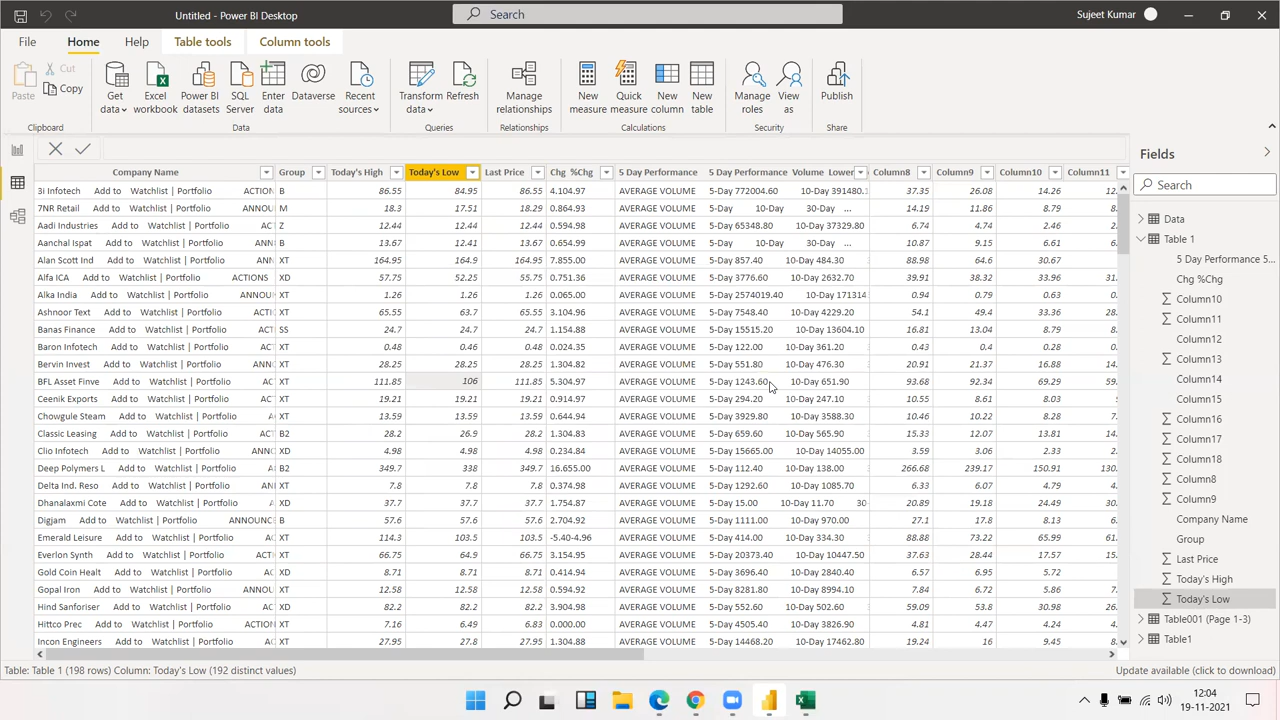 Untitled - Power BI Desktop
Search
Sujeet Kumar
File Home Help Table tools Column tools
Paste Cut Copy
Get data Excel workbook Power BI datasets SQL Server Enter data Dataverse Recent sources
Transform data Refresh Manage relationships New measure Quick measure New column New table Manage roles View as Publish
Clipboard Data Queries Relationships Calculations Security Share
Company Name Group Today's High Today's Low Last Price Chg %Chg 5 Day Performance 5 Day Performance Volume Lower Column8 Column9 Column10 Column11
3i Infotech Add to Watchlist | Portfolio ACTION B 86.55 84.95 86.55 4.104.97 AVERAGE VOLUME 5-Day 772004.60 10-Day 391480. 37.35 26.08 14.26 12.
7NR Retail Add to Watchlist | Portfolio ANNOU M 18.3 17.51 18.29 0.864.93 AVERAGE VOLUME 5-Day 10-Day 30-Day ... 14.19 11.86 8.79 8.
Aadi Industries Add to Watchlist | Portfolio ACT Z 12.44 12.44 12.44 0.594.98 AVERAGE VOLUME 5-Day 65348.80 10-Day 37329.80 6.74 4.74 2.46 2.
Aanchal Ispat Add to Watchlist | Portfolio ANN B 13.67 12.41 13.67 0.654.99 AVERAGE VOLUME 5-Day 10-Day 30-Day ... 10.87 9.15 6.61 6.
Alan Scott Ind Add to Watchlist | Portfolio ACT XT 164.95 164.9 164.95 7.855.00 AVERAGE VOLUME 5-Day 857.40 10-Day 484.30 88.98 64.6 30.67
Alfa ICA Add to Watchlist | Portfolio ACTIONS XD 57.75 52.25 57.75 0.751.36 AVERAGE VOLUME 5-Day 3776.60 10-Day 2632.70 39.91 38.32 33.96 31.
Alka India Add to Watchlist | Portfolio ANNOU XT 1.26 1.26 1.26 0.065.00 AVERAGE VOLUME 5-Day 2574019.40 10-Day 171314 0.94 0.79 0.63 0.
Ashnoor Text Add to Watchlist | Portfolio AC XT 65.55 63.7 65.55 3.104.96 AVERAGE VOLUME 5-Day 7548.40 10-Day 4229.20 54.1 49.4 33.36 28.
Banas Finance Add to Watchlist | Portfolio AC SS 24.7 24.7 24.7 1.154.88 AVERAGE VOLUME 5-Day 15515.20 10-Day 13604.10 16.81 13.04 8.79 8.
Baron Infotech Add to Watchlist | Portfolio AC XT 0.48 0.46 0.48 0.024.35 AVERAGE VOLUME 5-Day 122.00 10-Day 361.20 0.43 0.4 0.28 0.
Bervin Invest Add to Watchlist | Portfolio ANN XT 28.25 28.25 28.25 1.304.82 AVERAGE VOLUME 5-Day 551.80 10-Day 476.30 20.91 21.37 16.88 14.
BFL Asset Finve Add to Watchlist | Portfolio AC XT 111.85 106 111.85 5.304.97 AVERAGE VOLUME 5-Day 1243.60 10-Day 651.90 93.68 92.34 69.29 59.
Ceenik Exports Add to Watchlist | Portfolio AC XT 19.21 19.21 19.21 0.914.97 AVERAGE VOLUME 5-Day 294.20 10-Day 247.10 10.55 8.61 8.03 7.
Chowgule Steam Add to Watchlist | Portfolio A XT 13.59 13.59 13.59 0.644.94 AVERAGE VOLUME 5-Day 3929.80 10-Day 3588.30 10.46 10.22 8.28 8.
Classic Leasing Add to Watchlist | Portfolio AC B2 28.2 26.9 28.2 1.304.83 AVERAGE VOLUME 5-Day 659.60 10-Day 565.90 15.33 12.07 13.81 14.
Clio Infotech Add to Watchlist | Portfolio ACT XD 4.98 4.98 4.98 0.234.84 AVERAGE VOLUME 5-Day 15665.00 10-Day 14055.00 3.59 3.06 2.33 2.
Deep Polymers L Add to Watchlist | Portfolio A B2 349.7 338 349.7 16.655.00 AVERAGE VOLUME 5-Day 112.40 10-Day 138.00 266.68 239.17 150.91 130.
Delta Ind. Reso Add to Watchlist | Portfolio AN XT 7.8 7.8 7.8 0.374.98 AVERAGE VOLUME 5-Day 1292.60 10-Day 1085.70 6.33 6.07 4.79 4.
Dhanalaxmi Cote Add to Watchlist | Portfolio A XD 37.7 37.7 37.7 1.754.87 AVERAGE VOLUME 5-Day 15.00 10-Day 11.70 30 20.89 19.18 24.49 30.
Digjam Add to Watchlist | Portfolio ANNOUNC B 57.6 57.6 57.6 2.704.92 AVERAGE VOLUME 5-Day 1111.00 10-Day 970.00 27.1 17.8 8.13 6.
Emerald Leisure Add to Watchlist | Portfolio AC XT 114.3 103.5 103.5 -5.40-4.96 AVERAGE VOLUME 5-Day 414.00 10-Day 334.30 88.88 73.22 65.99 61.
Everlon Synth Add to Watchlist | Portfolio ACT XT 66.75 64.9 66.75 3.154.95 AVERAGE VOLUME 5-Day 20373.40 10-Day 10447.50 37.63 28.44 17.57 15.
Gold Coin Healt Add to Watchlist | Portfolio AC XD 8.71 8.71 8.71 0.414.94 AVERAGE VOLUME 5-Day 3696.40 10-Day 2840.40 6.27 6.95 5.72
Gopal Iron Add to Watchlist | Portfolio ANNO XT 12.58 12.58 12.58 0.594.92 AVERAGE VOLUME 5-Day 8281.80 10-Day 8994.10 7.84 6.72 5.86 5.
Hind Sanforiser Add to Watchlist | Portfolio AC XD 82.2 82.2 82.2 3.904.98 AVERAGE VOLUME 5-Day 552.60 10-Day 502.60 59.09 53.8 30.98 26.
Hittco Prec Add to Watchlist | Portfolio ANNO XT 7.16 6.49 6.83 0.000.00 AVERAGE VOLUME 5-Day 4505.40 10-Day 3826.90 4.81 4.47 4.24 4.
Incon Engineers Add to Watchlist | Portfolio A XT 27.95 27.8 27.95 1.304.88 AVERAGE VOLUME 5-Day 14468.20 10-Day 17462.80 19.24 16 9.45 8.
Fields
Search
Data
Table 1
5 Day Performance 5...
Chg %Chg
Column10
Column11
Column12
Column13
Column14
Column15
Column16
Column17
Column18
Column8
Column9
Company Name
Group
Last Price
Today's High
Today's Low
Table001 (Page 1-3)
Table1
Table: Table 1 (198 rows) Column: Today's Low (192 distinct values)
Update available (click to download)
12:04
19-11-2021